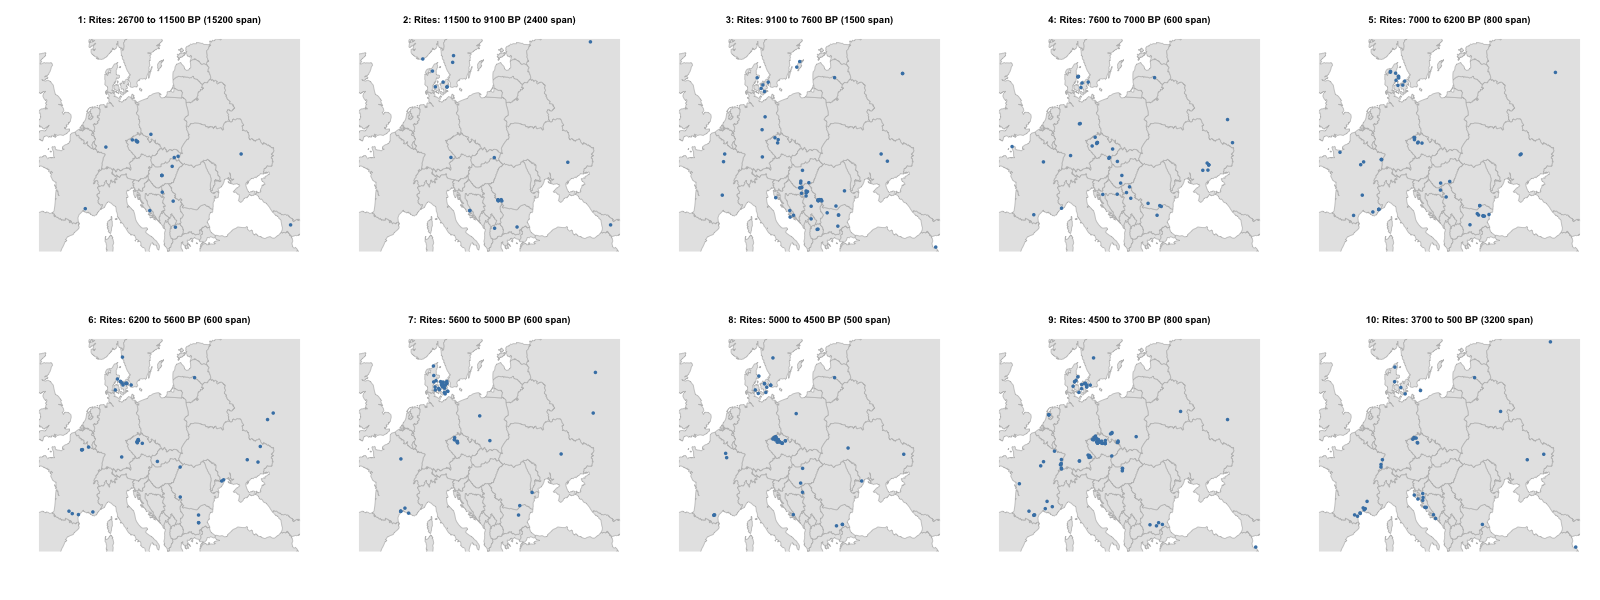 1: Rites: 26700 to 11500 BP (15200 span)
2: Rites: 11500 to 9100 BP (2400 span)
3: Rites: 9100 to 7600 BP (1500 span)
4: Rites: 7600 to 7000 BP (600 span)
5: Rites: 7000 to 6200 BP (800 span)
6: Rites: 6200 to 5600 BP (600 span)
7: Rites: 5600 to 5000 BP (600 span)
8: Rites: 5000 to 4500 BP (500 span)
9: Rites: 4500 to 3700 BP (800 span)
10: Rites: 3700 to 500 BP (3200 span)